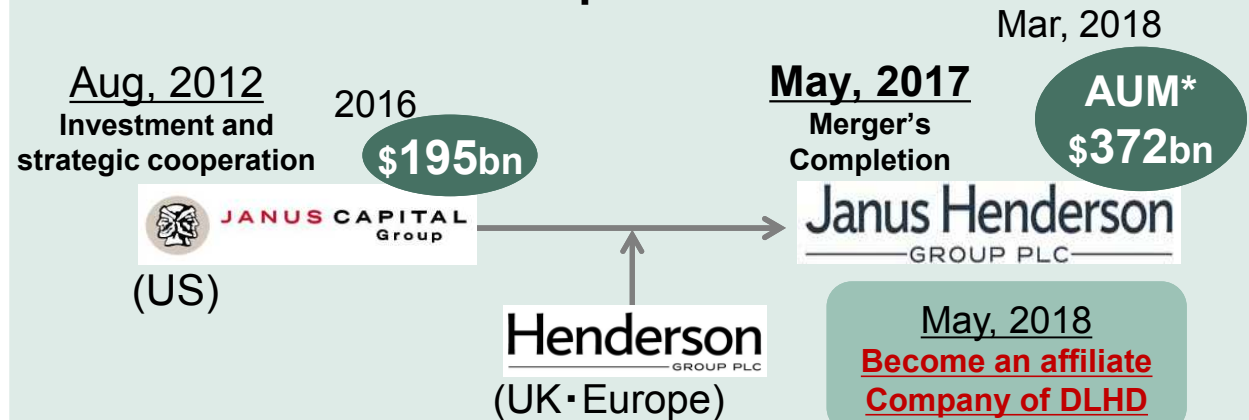 Mar, 2018
Aug, 2012
Investment and
strategic cooperation
2016
$195bn
May, 2017
Merger's
Completion
AUM*
$372bn
JANUS CAPITAL
Group
(US)
Janus Henderson
GROUP PLC
Henderson
GROUP PLC
(UK・Europe)
May, 2018
Become an affiliate
Company of DLHD